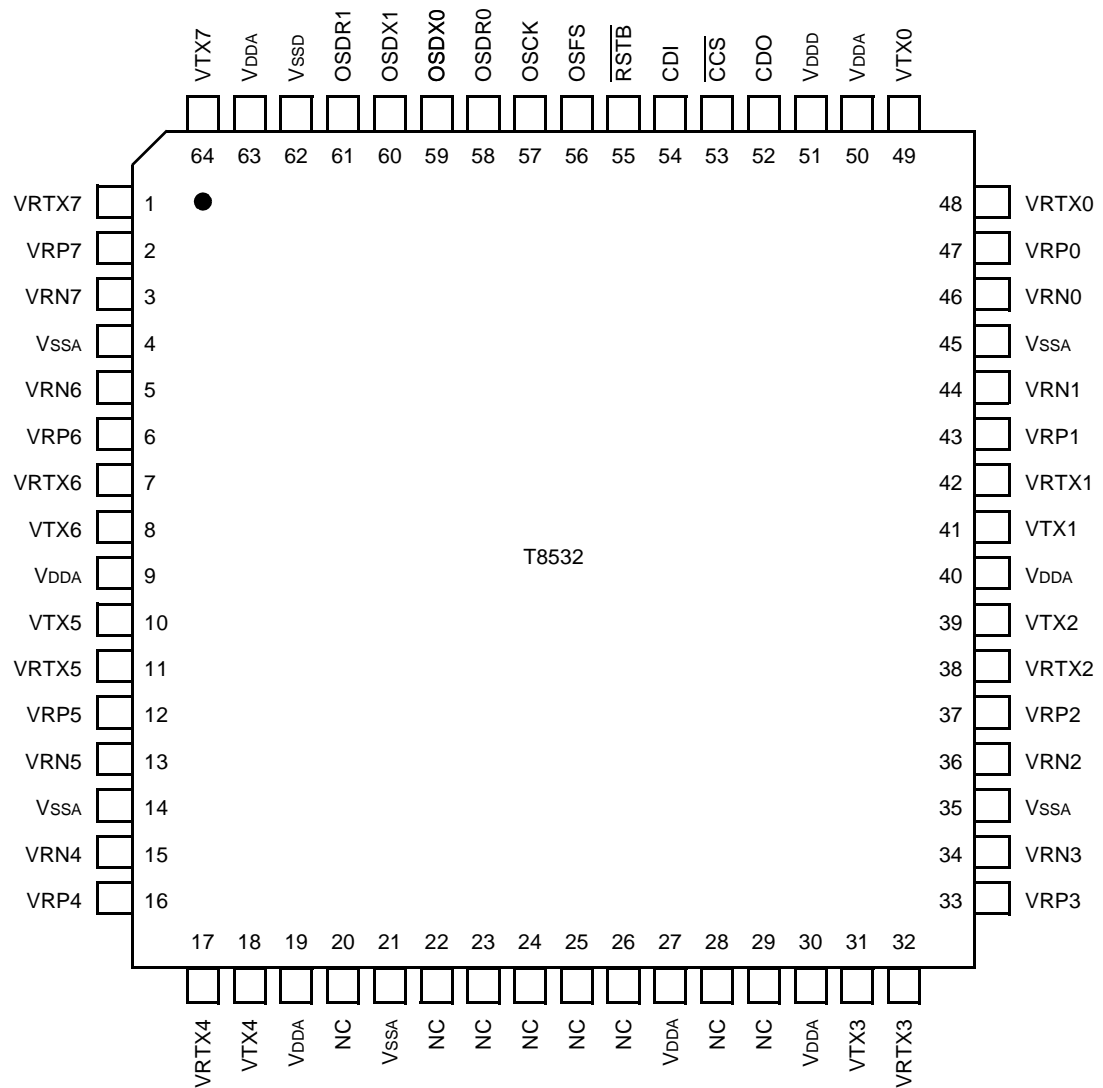 VTX7 VDDA VSSD OSDR1 OSDX1 OSDX0 OSDR0 OSCK OSFS RSTB CDI CCS CDO VDDD VDDA VTX0
64 63 62 61 60 59 58 57 56 55 54 53 52 51 50 49
VRTX7 1 48 VRTX0
VRP7 2 47 VRP0
VRN7 3 46 VRN0
VSSA 4 45 VSSA
VRN6 5 44 VRN1
VRP6 6 43 VRP1
VRTX6 7 42 VRTX1
VTX6 8 41 VTX1
T8532
VDDA 9 40 VDDA
VTX5 10 39 VTX2
VRTX5 11 38 VRTX2
VRP5 12 37 VRP2
VRN5 13 36 VRN2
VSSA 14 35 VSSA
VRN4 15 34 VRN3
VRP4 16 33 VRP3
17 18 19 20 21 22 23 24 25 26 27 28 29 30 31 32
VRTX4 VTX4 VDDA NC VSSA NC NC NC NC NC VDDA NC NC VDDA VTX3 VRTX3